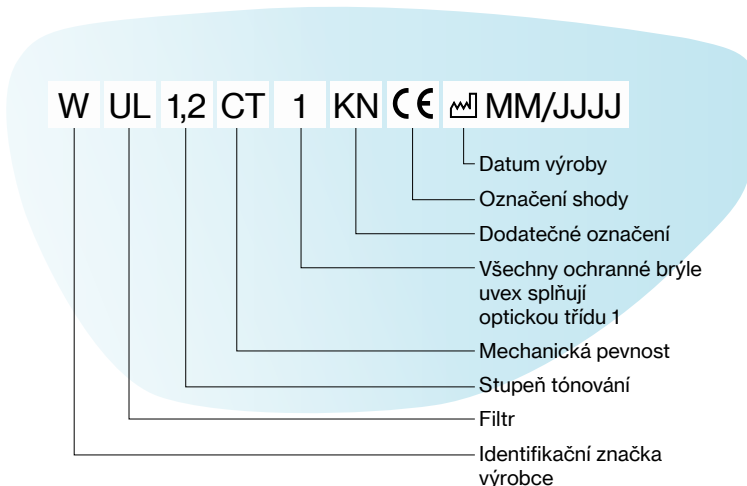 W UL 1,2 CT 1 KN CE MM/JJJJ
Datum výroby
Označení shody
Dodatečné označení
Všechny ochranné brýle
uvex splňují
optickou třídu 1
Mechanická pevnost
Stupeň tónování
Filtr
Identifikační značka
výrobce